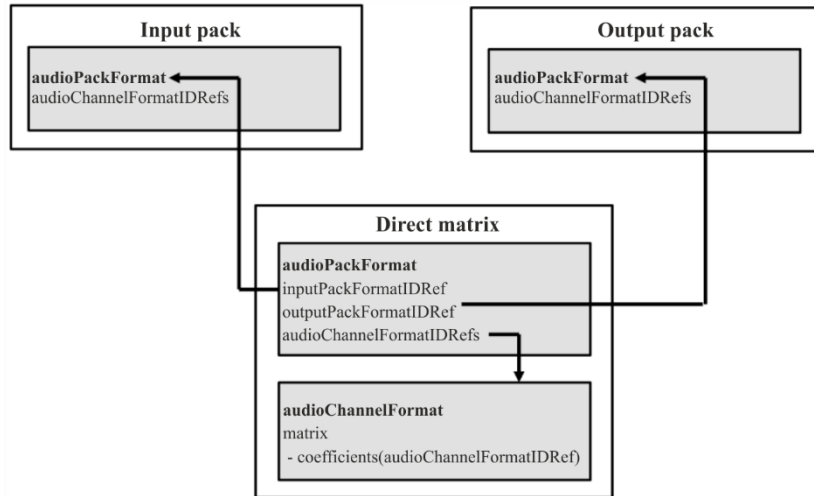 Input pack
audioPackFormat
audioChannelFormatIDRefs
Output pack
audioPackFormat
audioChannelFormatIDRefs
Direct matrix
audioPackFormat
inputPackFormatIDRef
outputPackFormatIDRef
audioChannelFormatIDRefs
audioChannelFormat
matrix
- coefficients(audioChannelFormatIDRef)